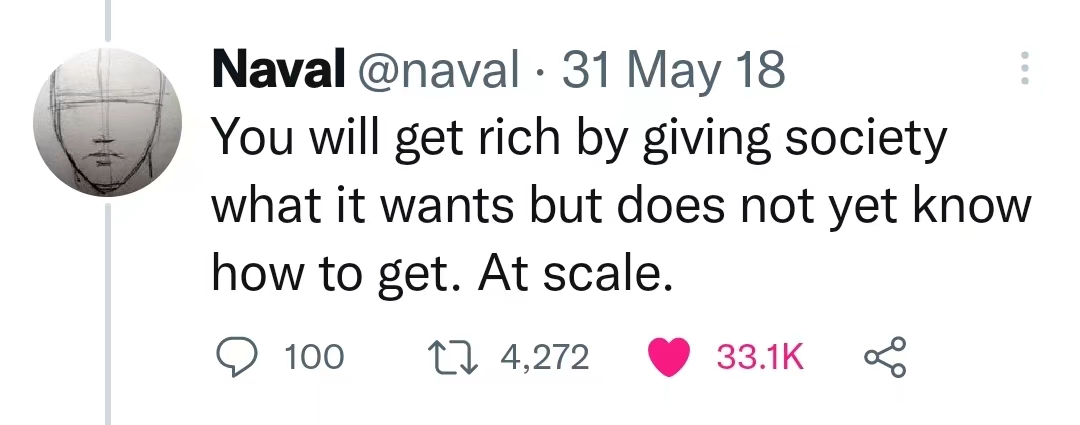 Naval @naval · 31 May 18
You will get rich by giving society
what it wants but does not yet know
how to get. At scale.
100 4,272 33.1K